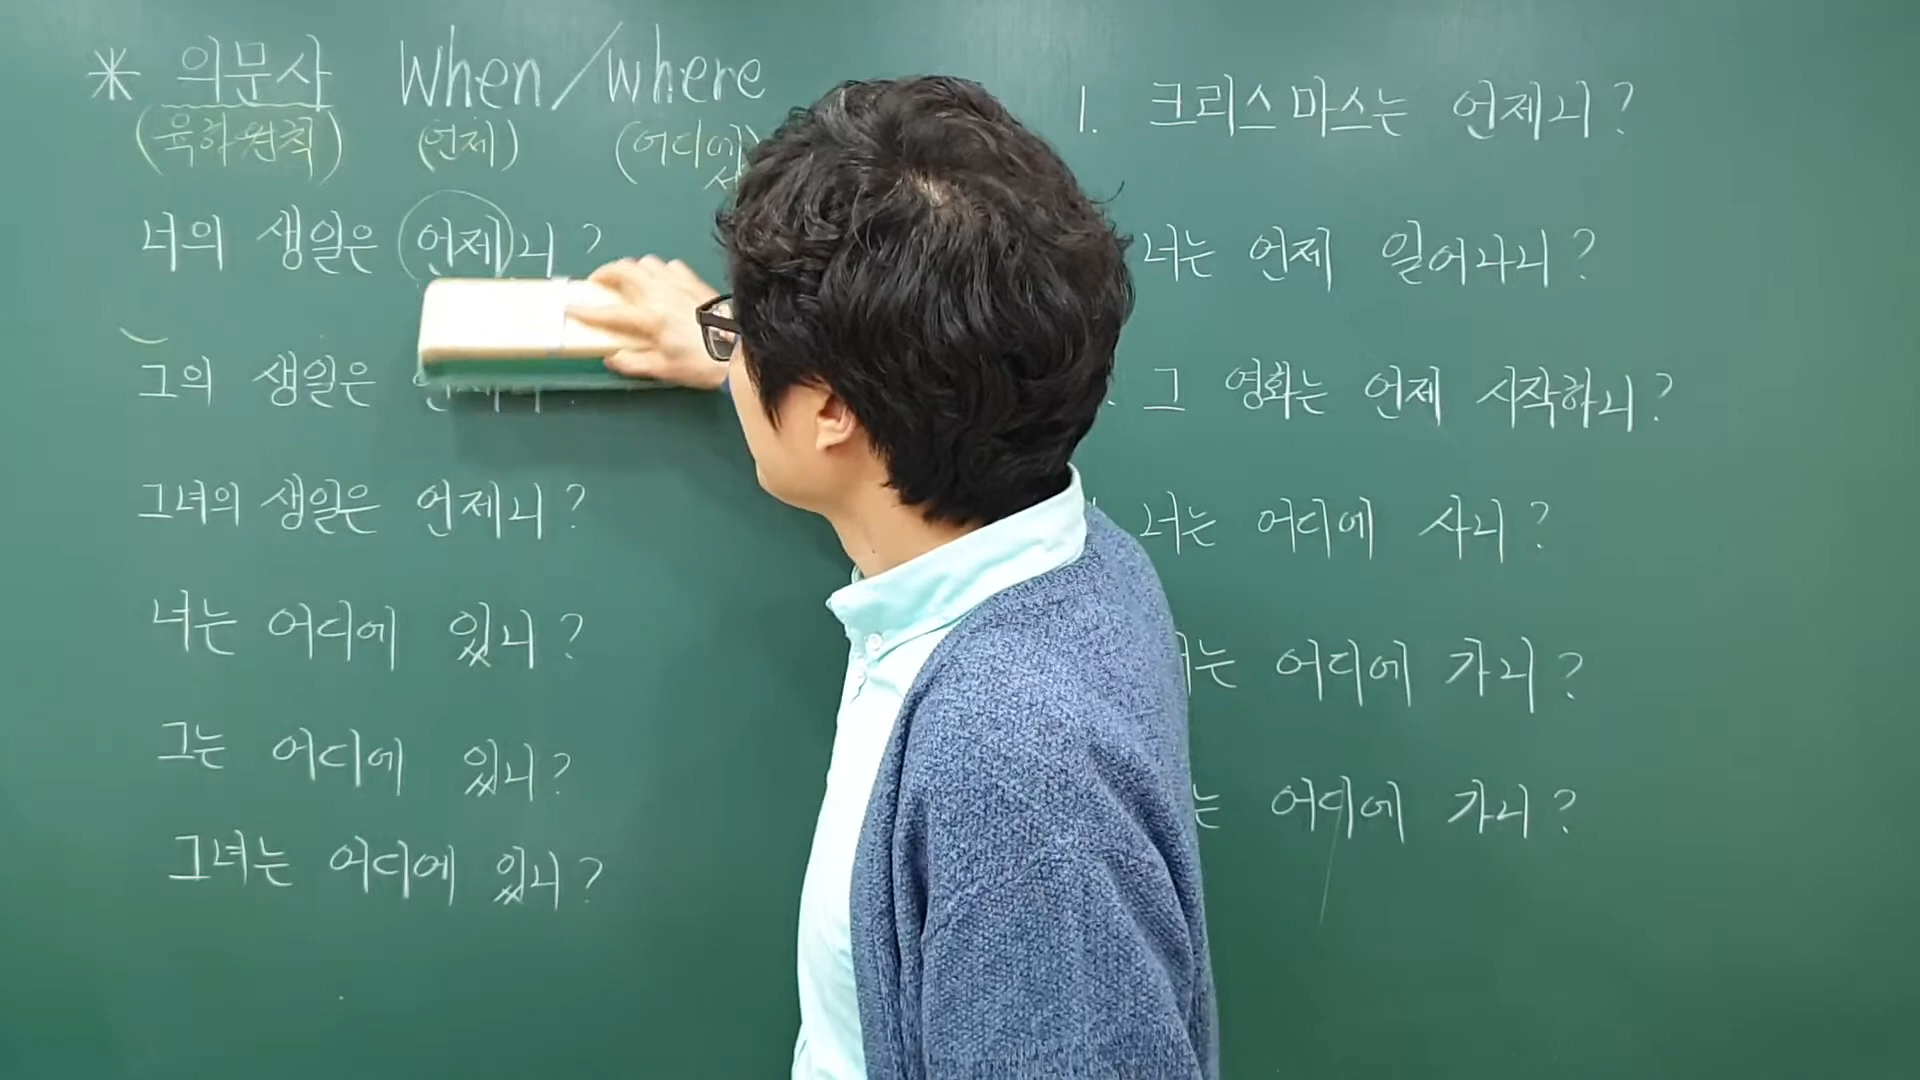 * 의문사 When / where
(육하원칙) (언제) (어디에
너의 생일은 언제니?
그의 생일은
그녀의 생일은 언제니?
너는 어디에 있니?
그는 어디에 있니?
그녀는 어디에 있니?
1. 크리스마스는 언제니?
너는 언제 일어나니?
그 영화는 언제 시작하니?
너는 어디에 사니?
어디에 가니?
어디에 가니?